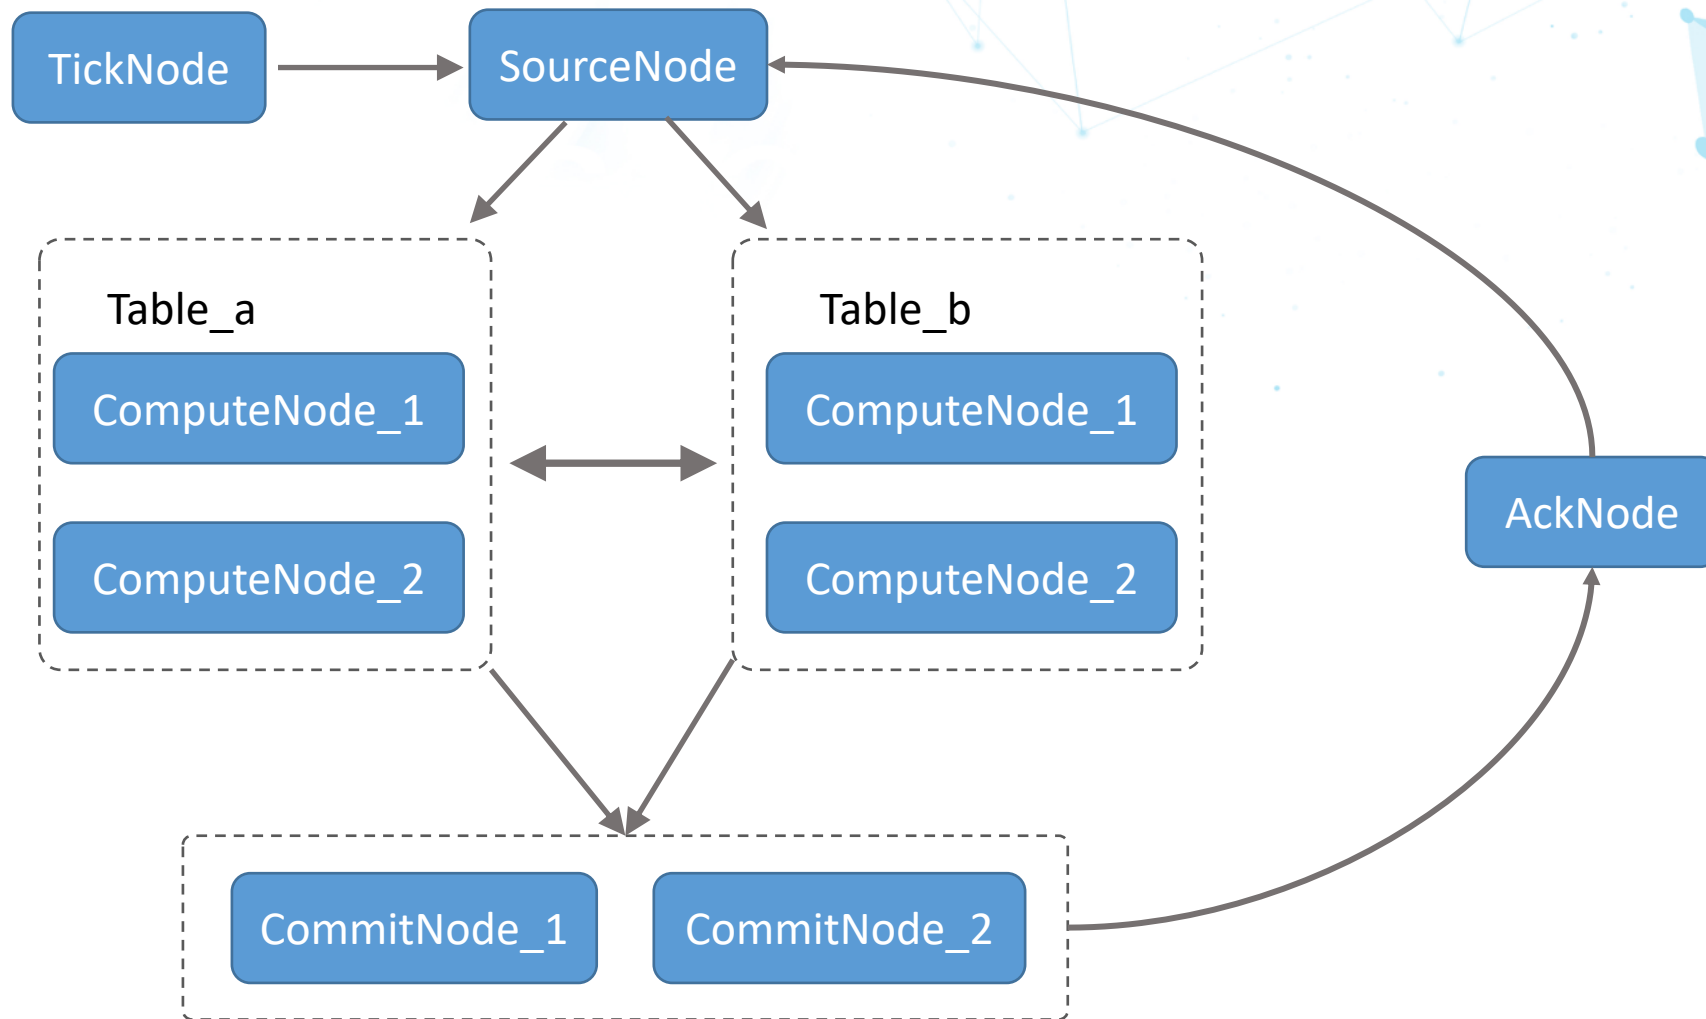 TickNode
SourceNode
Table_a
ComputeNode_1
ComputeNode_2
Table_b
ComputeNode_1
ComputeNode_2
AckNode
CommitNode_1
CommitNode_2